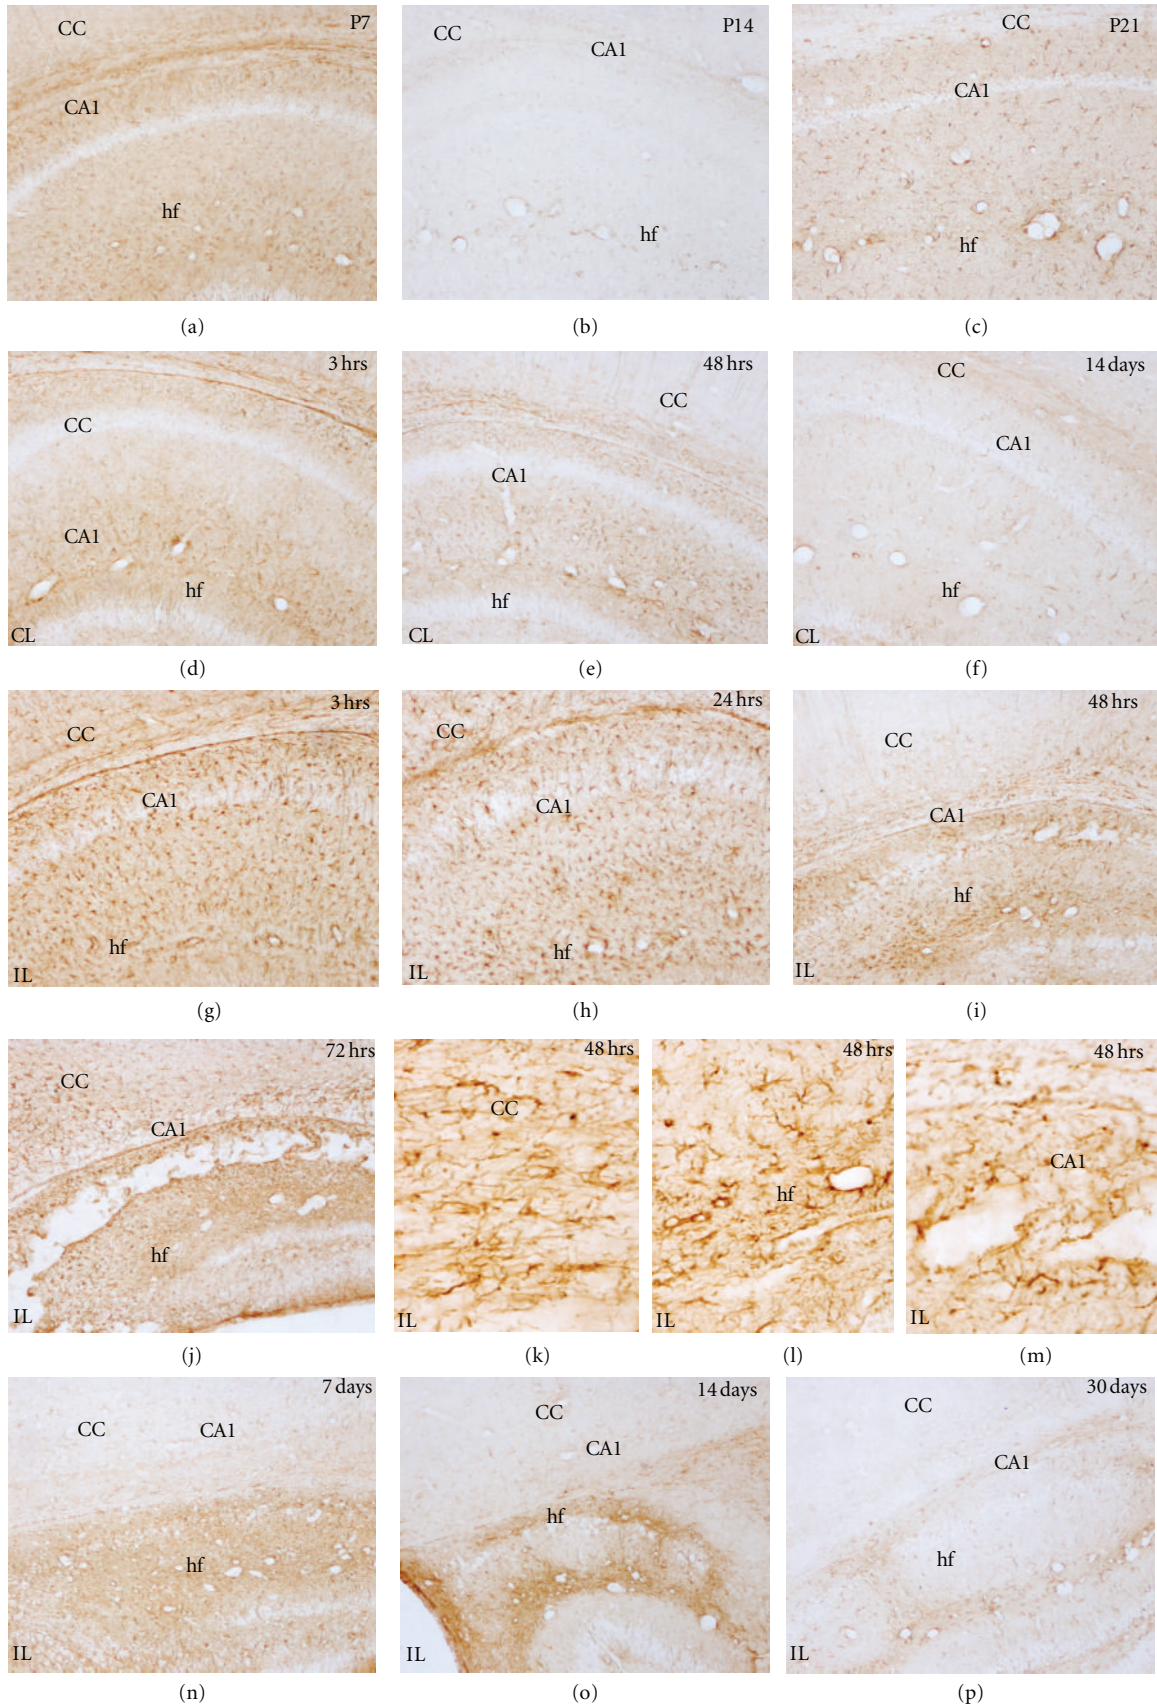 CC P7
CA1
hf
(a)
CC P14
CA1
hf
(b)
CC P21
CA1
hf
(c)
3 hrs
CC
CA1
hf
CL
(d)
48 hrs
CC
CA1
hf
CL
(e)
CC 14 days
CA1
hf
CL
(f)
3 hrs
CC
CA1
hf
IL
(g)
24 hrs
CC
CA1
hf
IL
(h)
48 hrs
CC
CA1
hf
IL
(i)
72 hrs
CC
CA1
hf
IL
(j)
48 hrs
CC
IL
(k)
48 hrs
hf
IL
(l)
48 hrs
CA1
IL
(m)
7 days
CC CA1
hf
IL
(n)
14 days
CC
CA1
hf
IL
(o)
30 days
CC
CA1
hf
IL
(p)